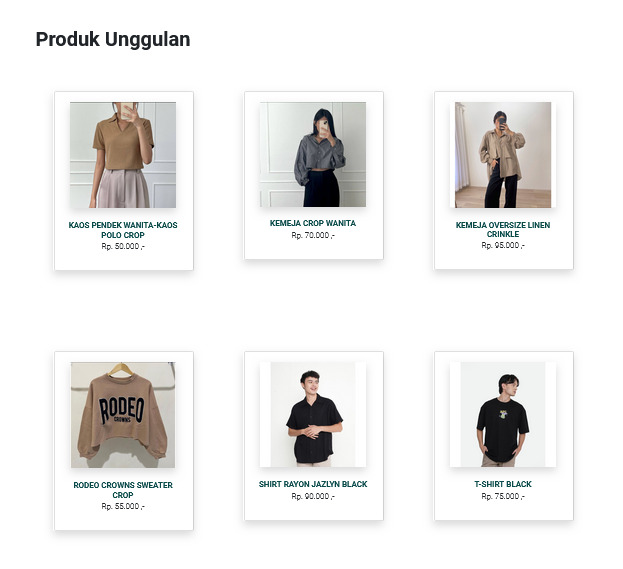 Produk Unggulan
KAOS PENDEK WANITA-KAOS
POLO CROP
Rp. 50.000 ,-
KEMEJA CROP WANITA
Rp. 70.000 ,-
KEMEJA OVERSIZE LINEN
CRINKLE
Rp. 95.000 ,-
RODEO
CROWNS
RODEO CROWNS SWEATER
CROP
Rp. 55.000 ,-
SHIRT RAYON JAZLYN BLACK
Rp. 90.000 ,-
T-SHIRT BLACK
Rp. 75.000 ,-